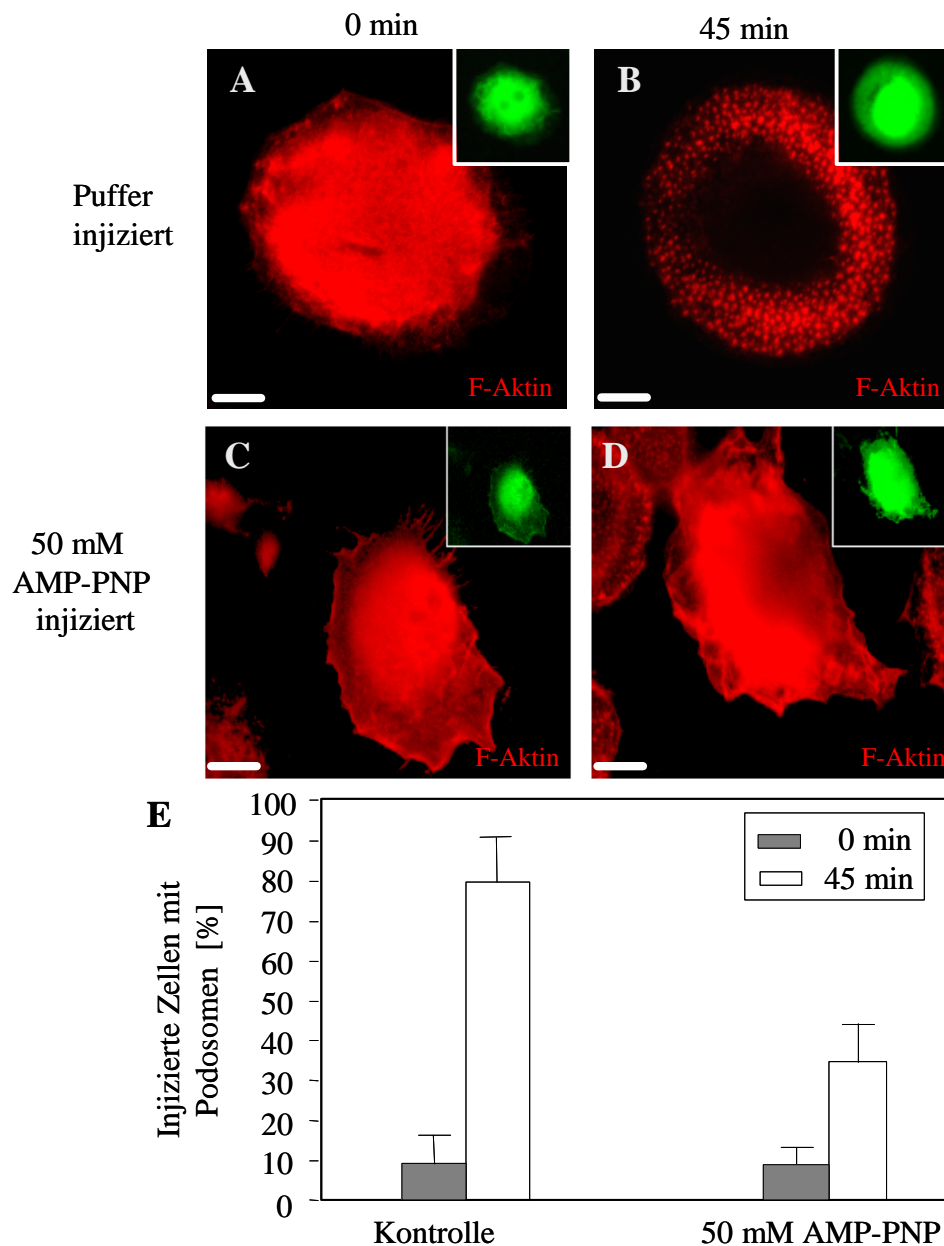 0 min
45 min
A
B
Puffer
injiziert
F-Aktin
F-Aktin
C
D
50 mM
AMP-PNP
injiziert
F-Aktin
F-Aktin
E
Injizierte Zellen mit
Podosomen [%]
100
90
80
70
60
50
40
30
20
10
0
0 min
45 min
Kontrolle
50 mM AMP-PNP